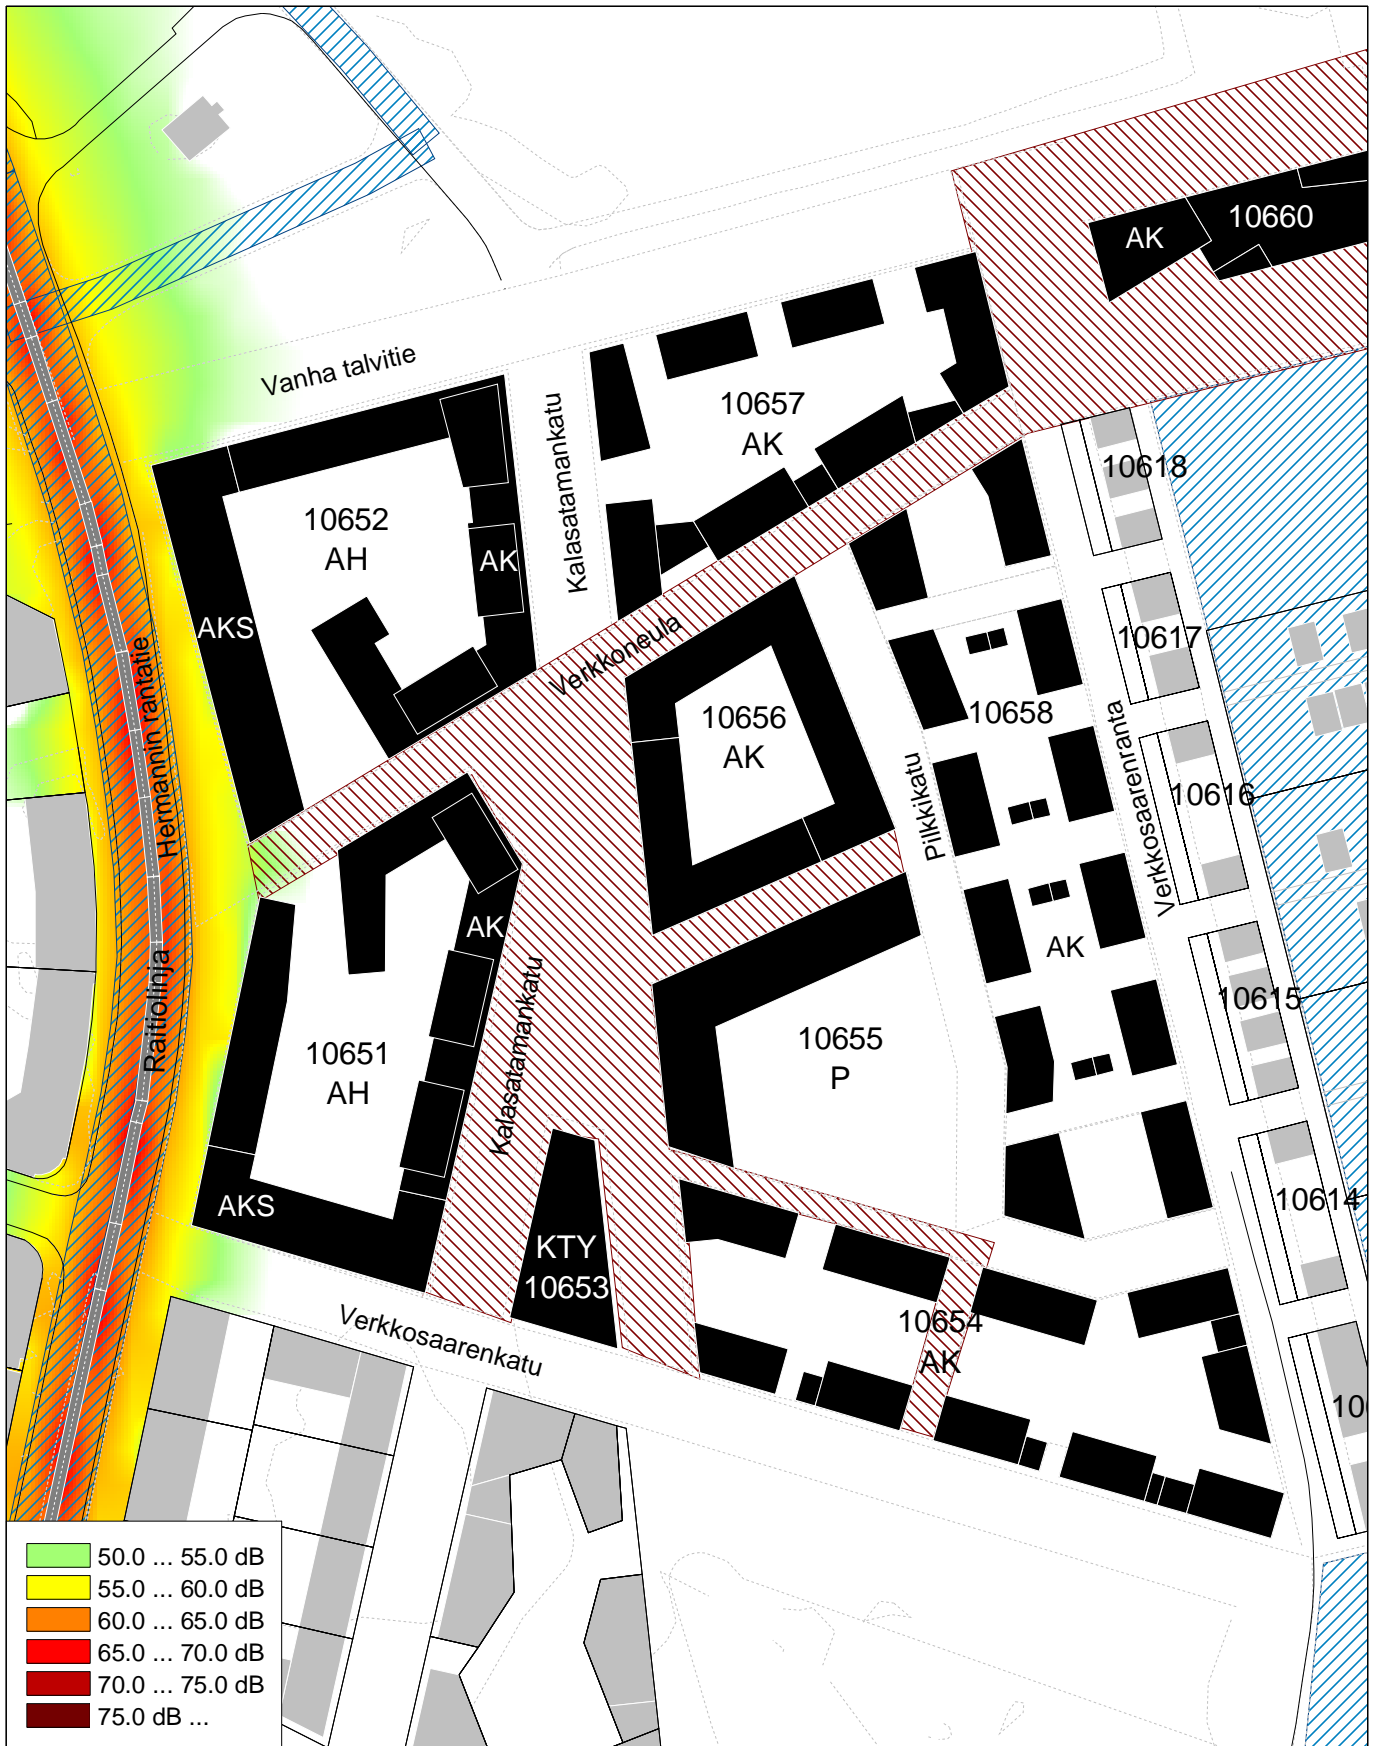 10660
AK
Vanha talvitie
10657
AK
Kalasatamankatu
10618
10652
AH
AK
AKS
Verkkoneula
10617
Hermannin rantatie
10656
AK
10658
Verkkosaarenranta
10616
Pilkkikatu
AK
AK
Raitiolinja
Kalasatamankatu
10615
10651
AH
10655
P
AKS
10614
KTY
10653
Verkkosaarenkatu
10654
AK
50.0 ... 55.0 dB
55.0 ... 60.0 dB
60.0 ... 65.0 dB
65.0 ... 70.0 dB
70.0 ... 75.0 dB
75.0 dB ...